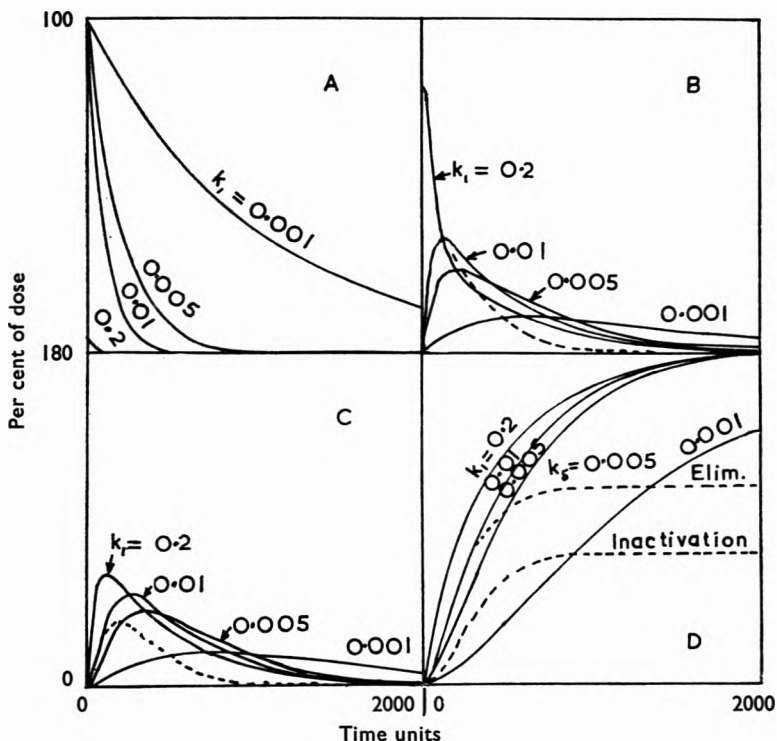 100
A
B
k₁ = 0·001
k₁ = 0·2
0·005
0·01
0·2
0·01
0·005
0·001
Per cent of dose
180
C
k₁= 0·2
0·01
0·005
0·001
k₁=0·2
0·01
0·005
k₅=0·005
0·001
Elim.
Inactivation
D
0
0
2000
0
2000
Time units